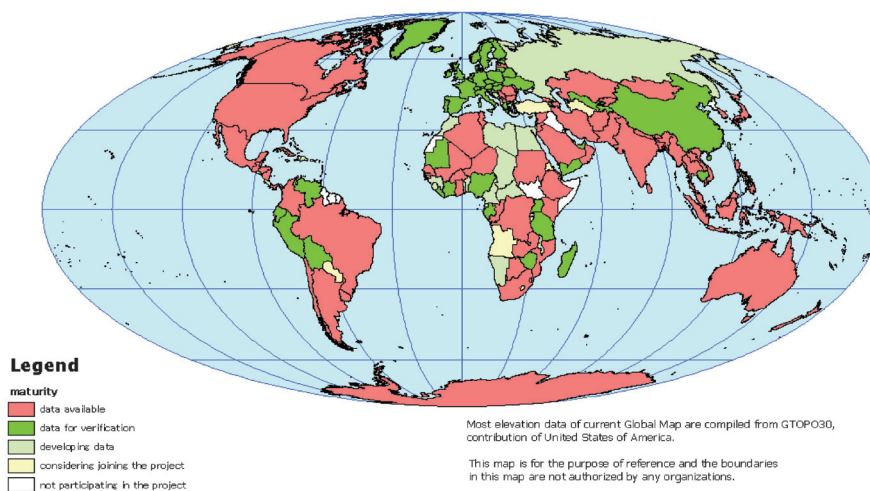 Legend
maturity
data available
data for verification
developing data
considering joining the project
not participating in the project
Most elevation data of current Global Map are compiled from GTOPO30,
contribution of United States of America.
This map is for the purpose of reference and the boundaries
in this map are not authorized by any organizations.